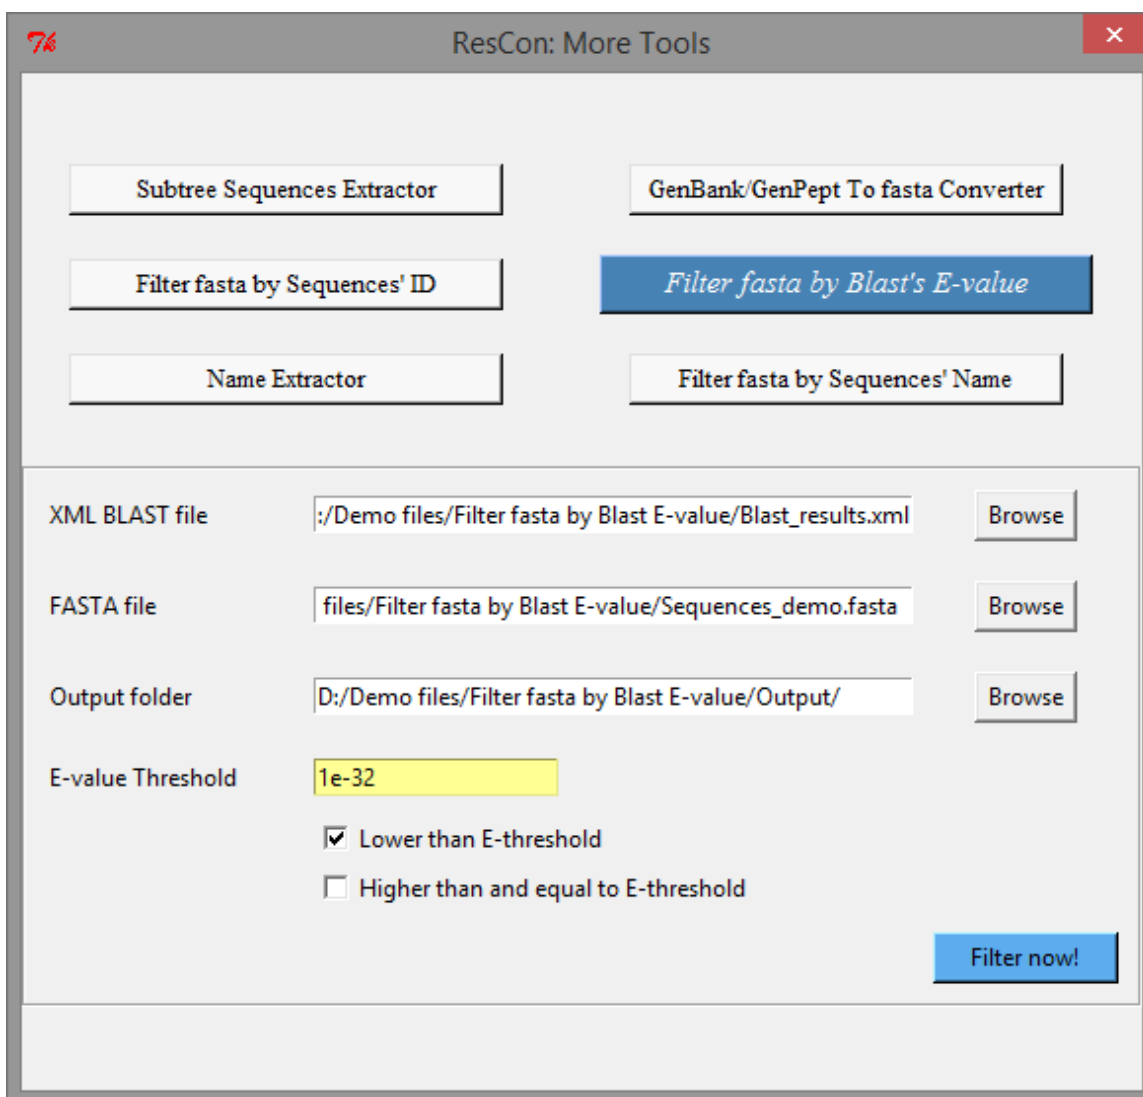 ResCon: More Tools
Subtree Sequences Extractor
GenBank/GenPept To fasta Converter
Filter fasta by Sequences' ID
Filter fasta by Blast's E-value
Name Extractor
Filter fasta by Sequences' Name
XML BLAST file
:/Demo files/Filter fasta by Blast E-value/Blast_results.xml
Browse
FASTA file
files/Filter fasta by Blast E-value/Sequences_demo.fasta
Browse
Output folder
D:/Demo files/Filter fasta by Blast E-value/Output/
Browse
E-value Threshold
1e-32
Lower than E-threshold
Higher than and equal to E-threshold
Filter now!